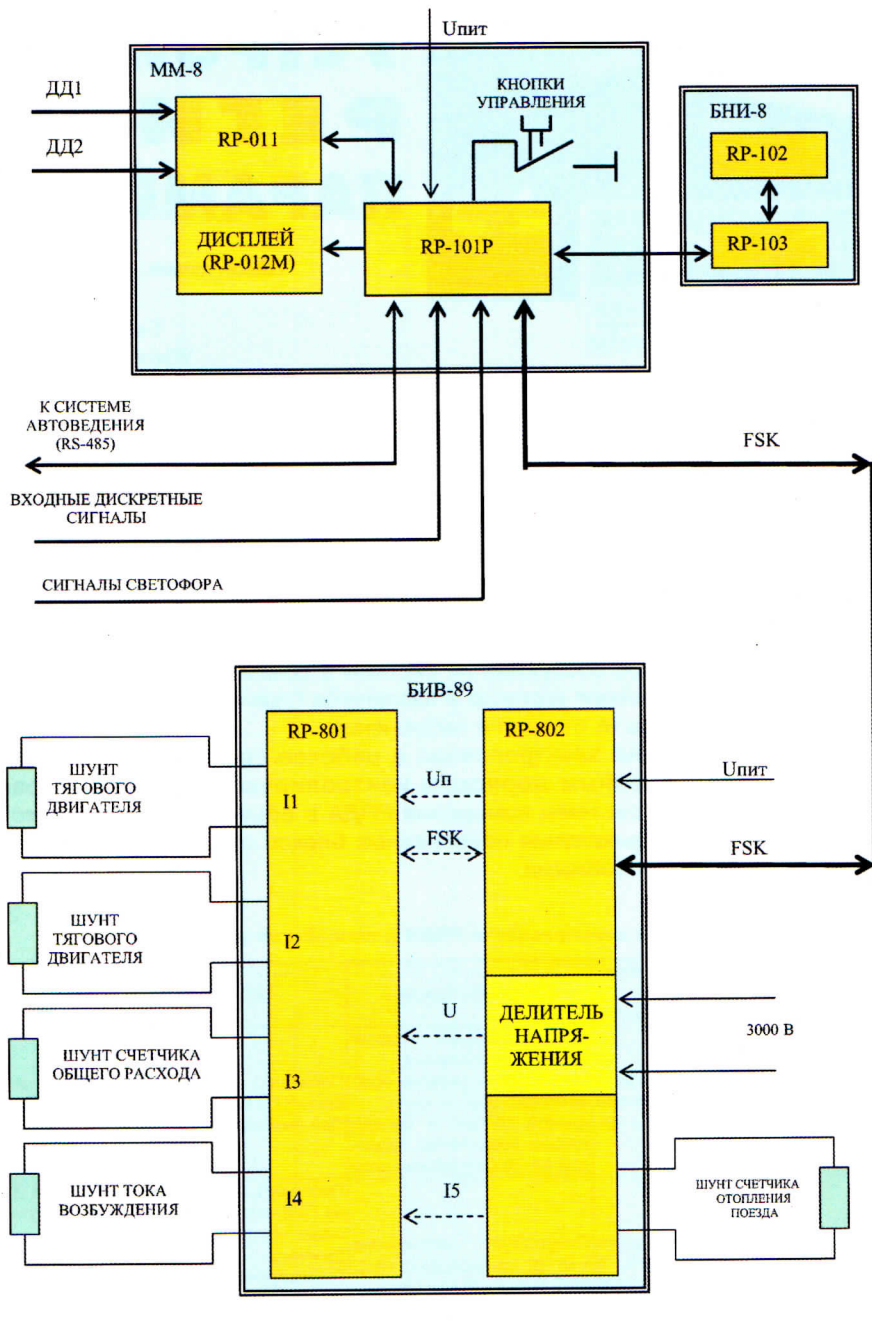 Uпит
ММ-8
ДД1
ДД2
RP-011
КНОПКИ
УПРАВЛЕНИЯ
БНИ-8
RP-102
RP-103
ДИСПЛЕЙ
(RP-012М)
RP-101Р
К СИСТЕМЕ
АВТОВЕДЕНИЯ
(RS-485)
FSK
ВХОДНЫЕ ДИСКРЕТНЫЕ
СИГНАЛЫ
СИГНАЛЫ СВЕТОФОРА
БИВ-89
RP-801
RP-802
ШУНТ
ТЯГОВОГО
ДВИГАТЕЛЯ
I1
Uп
Uпит
FSK
FSK
ШУНТ
ТЯГОВОГО
ДВИГАТЕЛЯ
I2
U
ДЕЛИТЕЛЬ
НАПРЯ-
ЖЕНИЯ
3000 В
ШУНТ СЧЕТЧИКА
ОБЩЕГО РАСХОДА
I3
ШУНТ ТОКА
ВОЗБУЖДЕНИЯ
I4
I5
ШУНТ СЧЕТЧИКА
ОТОПЛЕНИЯ
ПОЕЗДА